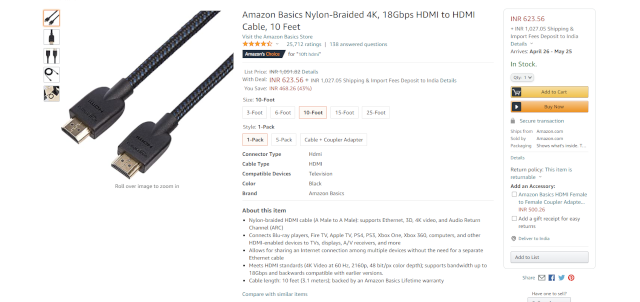 Amazon Basics Nylon-Braided 4K, 18Gbps HDMI to HDMI
Cable, 10 Feet
Visit the Amazon Basics Store
25,712 ratings | 138 answered questions
Amazon's Choice for
List Price: Details
With Deal: INR 623.56 + INR 1,027.05 Shipping & Import Fees Deposit to India Details
You Save: INR 468.26 (43%)
Size: 10-Foot
3-Foot 6-Foot 10-Foot 15-Foot 25-Foot
Style: 1-Pack
1-Pack 5-Pack Cable + Coupler Adapter
Connector Type Hdmi
Cable Type HDMI
Compatible Devices Television
Color Black
Brand Amazon Basics
About this item
• Nylon-braided HDMI cable (A Male to A Male); supports Ethernet, 3D, 4K video, and Audio Return
Channel (ARC)
• Connects Blu-ray players, Fire TV, Apple TV, PS4, PS3, Xbox One, Xbox 360, computers, and other
HDMI-enabled devices to TVs, displays, A/V receivers, and more
• Allows for sharing an Internet connection among multiple devices without the need for a separate
Ethernet cable
• Meets HDMI standards (4K Video at 60 Hz, 2160p, 48 bit/px color depth); supports bandwidth up to
18Gbps and backwards compatible with earlier versions.
• Cable length: 10 feet (3.1 meters); backed by an Amazon Basics Lifetime warranty
Compare with similar items
Roll over image to zoom in
INR 623.56
+ INR 1,027.05 Shipping &
Import Fees Deposit to India
Details
Arrives: April 26 - May 25
In Stock.
Qty: 1
Add to Cart
Buy Now
Secure transaction
Ships from Amazon.com
Sold by Amazon.com
Packaging Shows what's inside. T...
Details
Return policy: This item is
returnable
Add an Accessory:
Amazon Basics HDMI Female
to Female Coupler Adapte...
INR 500.26
Add a gift receipt for easy
returns
Deliver to India
Add to List
Share
Have one to sell?